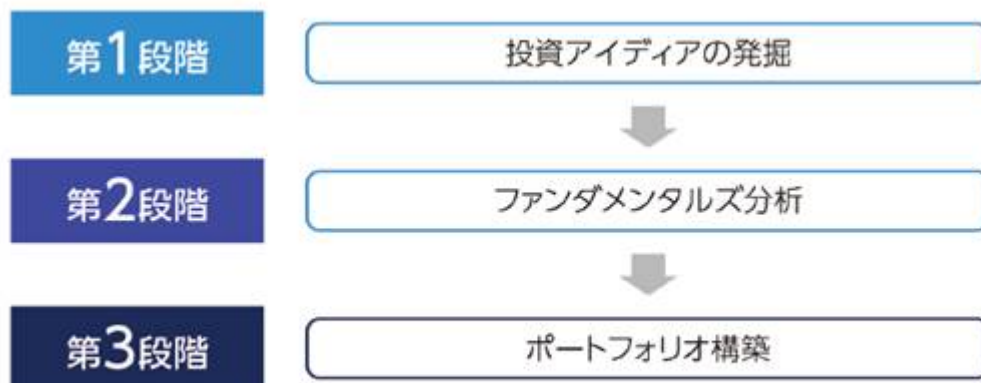 第1段階
投資アイディアの発掘
第2段階
ファンダメンタルズ分析
第3段階
ポートフォリオ構築